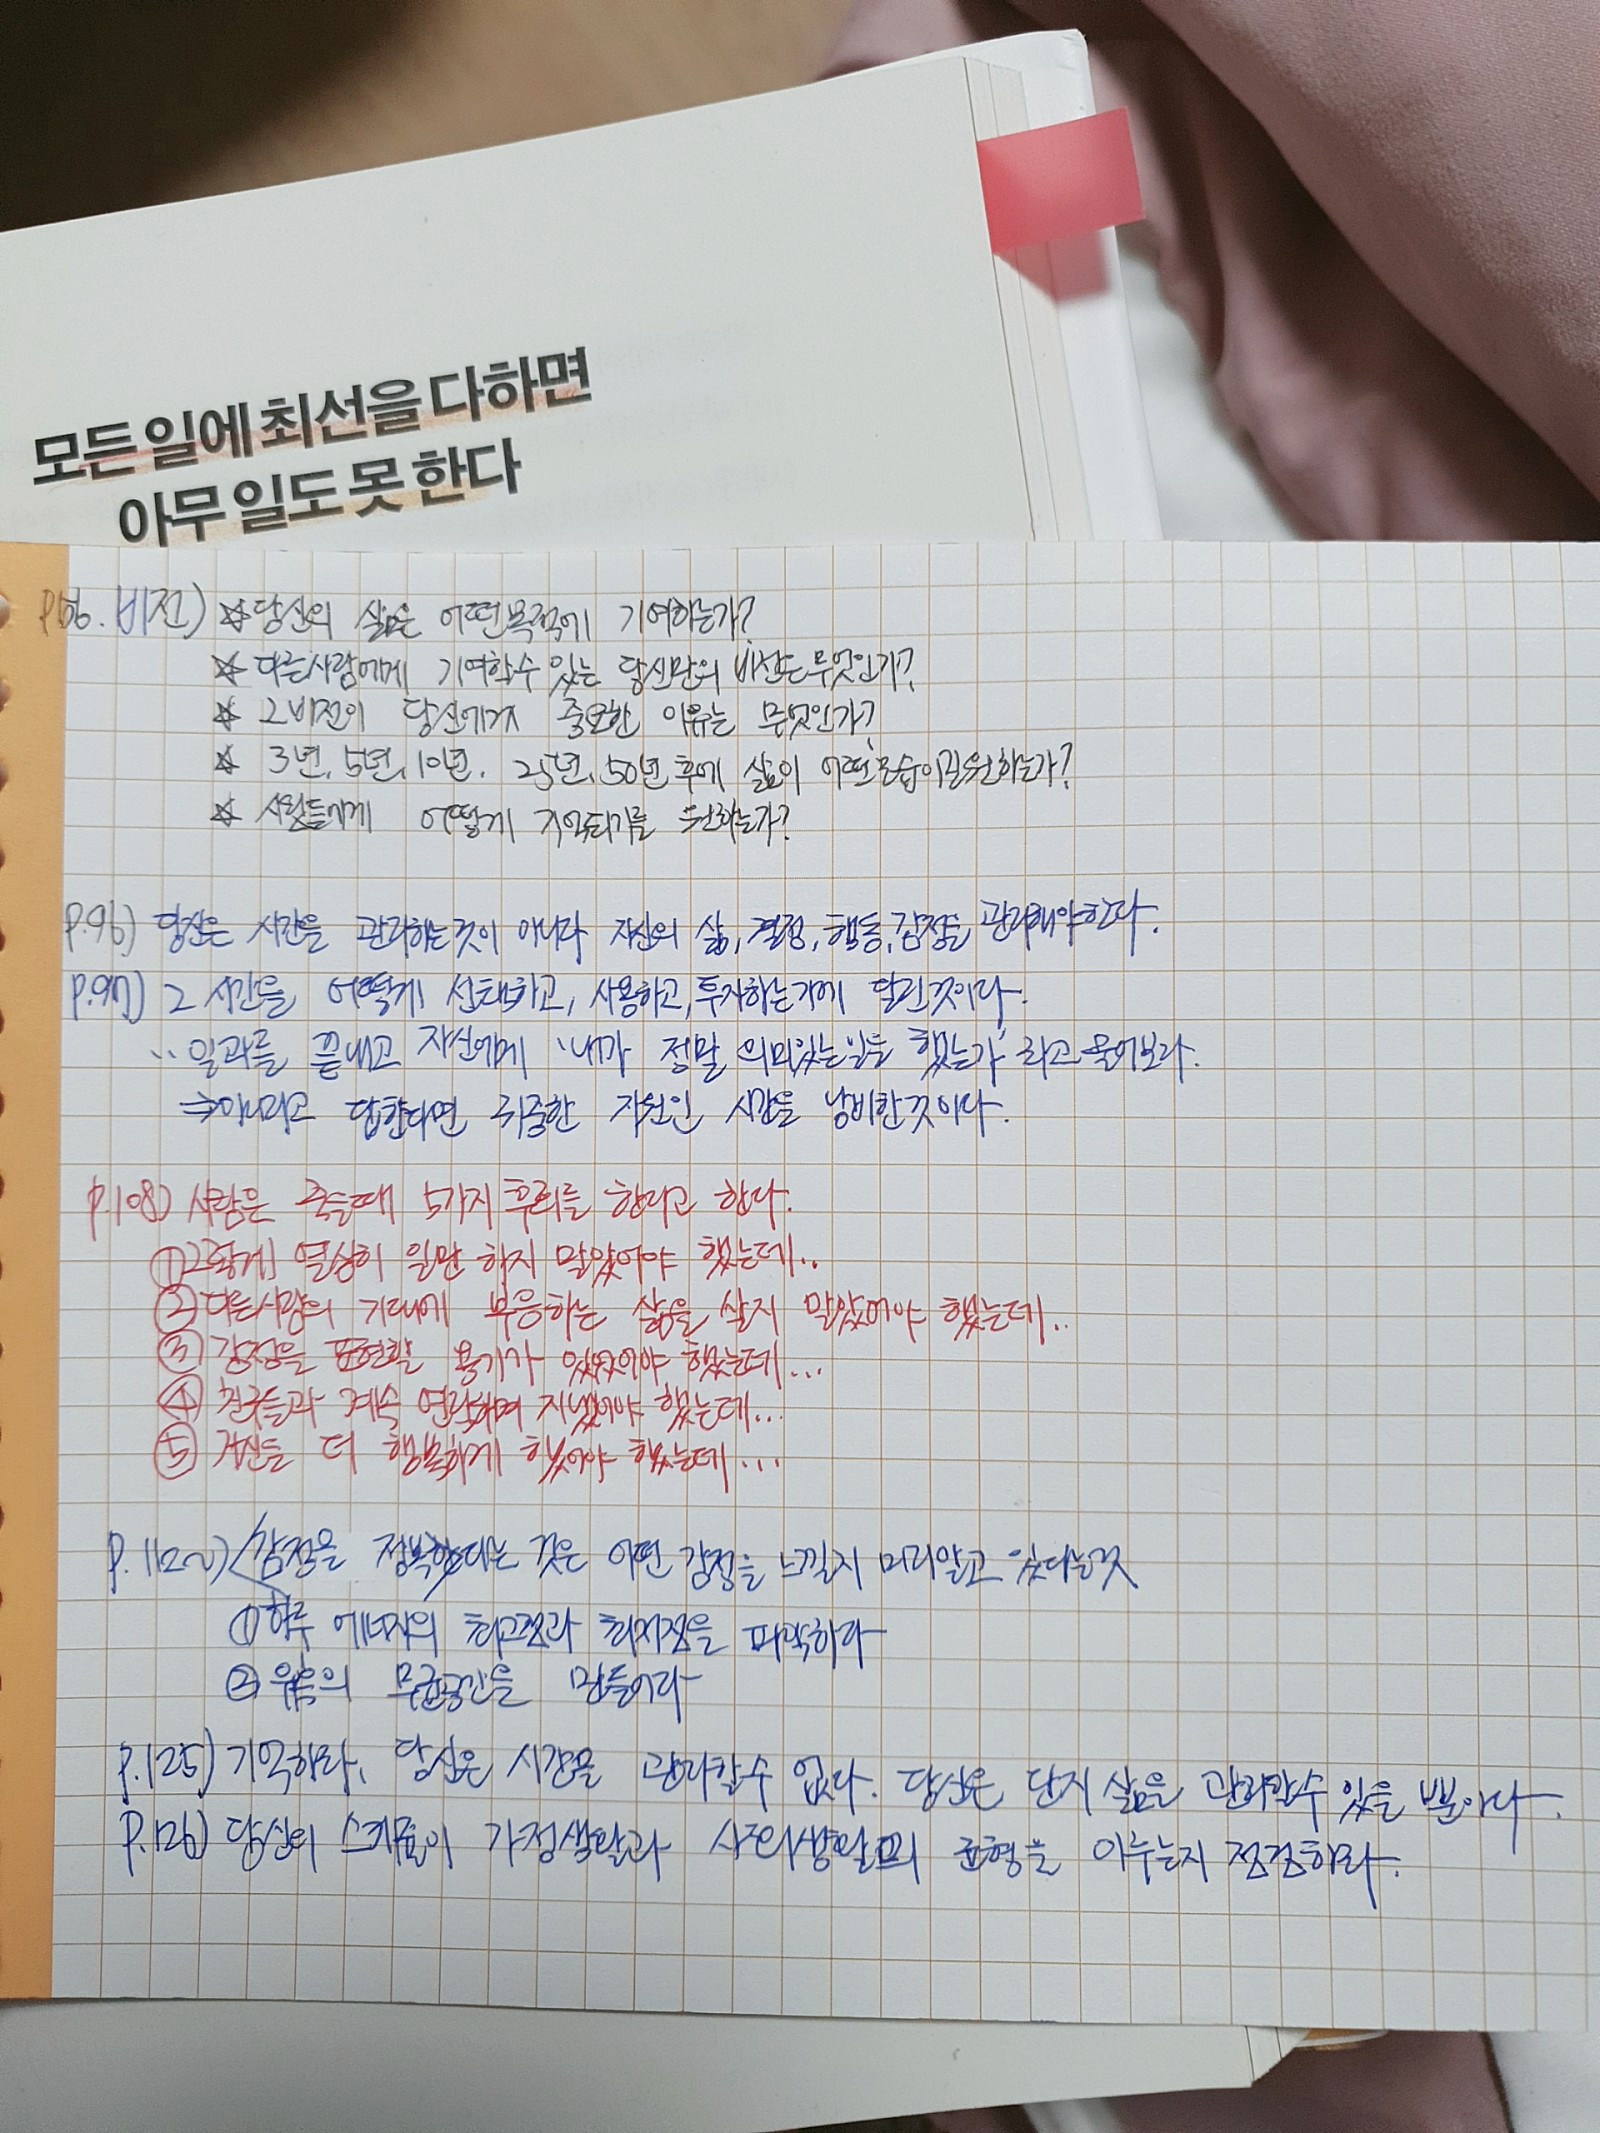 모든 일에 최선을 다하면
아무 일도 못 한다
비전) ☆ 당신의 삶은 어떤 목적에 기여하는가?
☆ 다른사람에게 기여할수 있는 당신만의 비전은 무엇인가?
☆ 그 비전이 당신에게 중요한 이유는 무엇인가?
☆ 3년, 5년, 10년, 25년, 50년 후에 삶이 어떤 모습이길 원하는가?
☆ 사람들에게 어떻게 기억되기를 원하는가?
p.96) 당신은 시간을 관리하는것이 아니라 자신의 삶, 결정, 행동, 감정을 관리해야한다.
p.97) 그 시간을 어떻게 선택하고, 사용하고, 투자하는가에 달린것이다.
일과를 끝내고 자신에게 '내가 정말 의미있는일을 했는가' 라고 물어보라.
⇒ 아니라고 답한다면 귀중한 자원인 시간을 낭비한것이다.
p.108) 사람은 죽을때 5가지 후회를 한다고 한다.
① 그렇게 열심히 일만 하지 말았어야 했는데..
② 다른사람의 기대에 부응하는 삶을 살지 말았어야 했는데..
③ 감정을 표현할 용기가 있었어야 했는데...
④ 친구들과 계속 연락하며 지냈어야 했는데...
⑤ 자신을 더 행복하게 했어야 했는데...
p.112~) 감정을 정복한다는 것은 어떤 감정을 느낄지 미리알고 있다는것
① 하루 에너지의 최고점과 최저점을 파악하라
② 무균공간을 만들어라
p.125) 기억하라, 당신은 시간을 관리할수 없다. 당신은 단지 삶을 관리할수 있을 뿐이다.
p.126) 당신의 스케줄이 가정생활과 사회생활의 균형을 이루는지 점검하라.